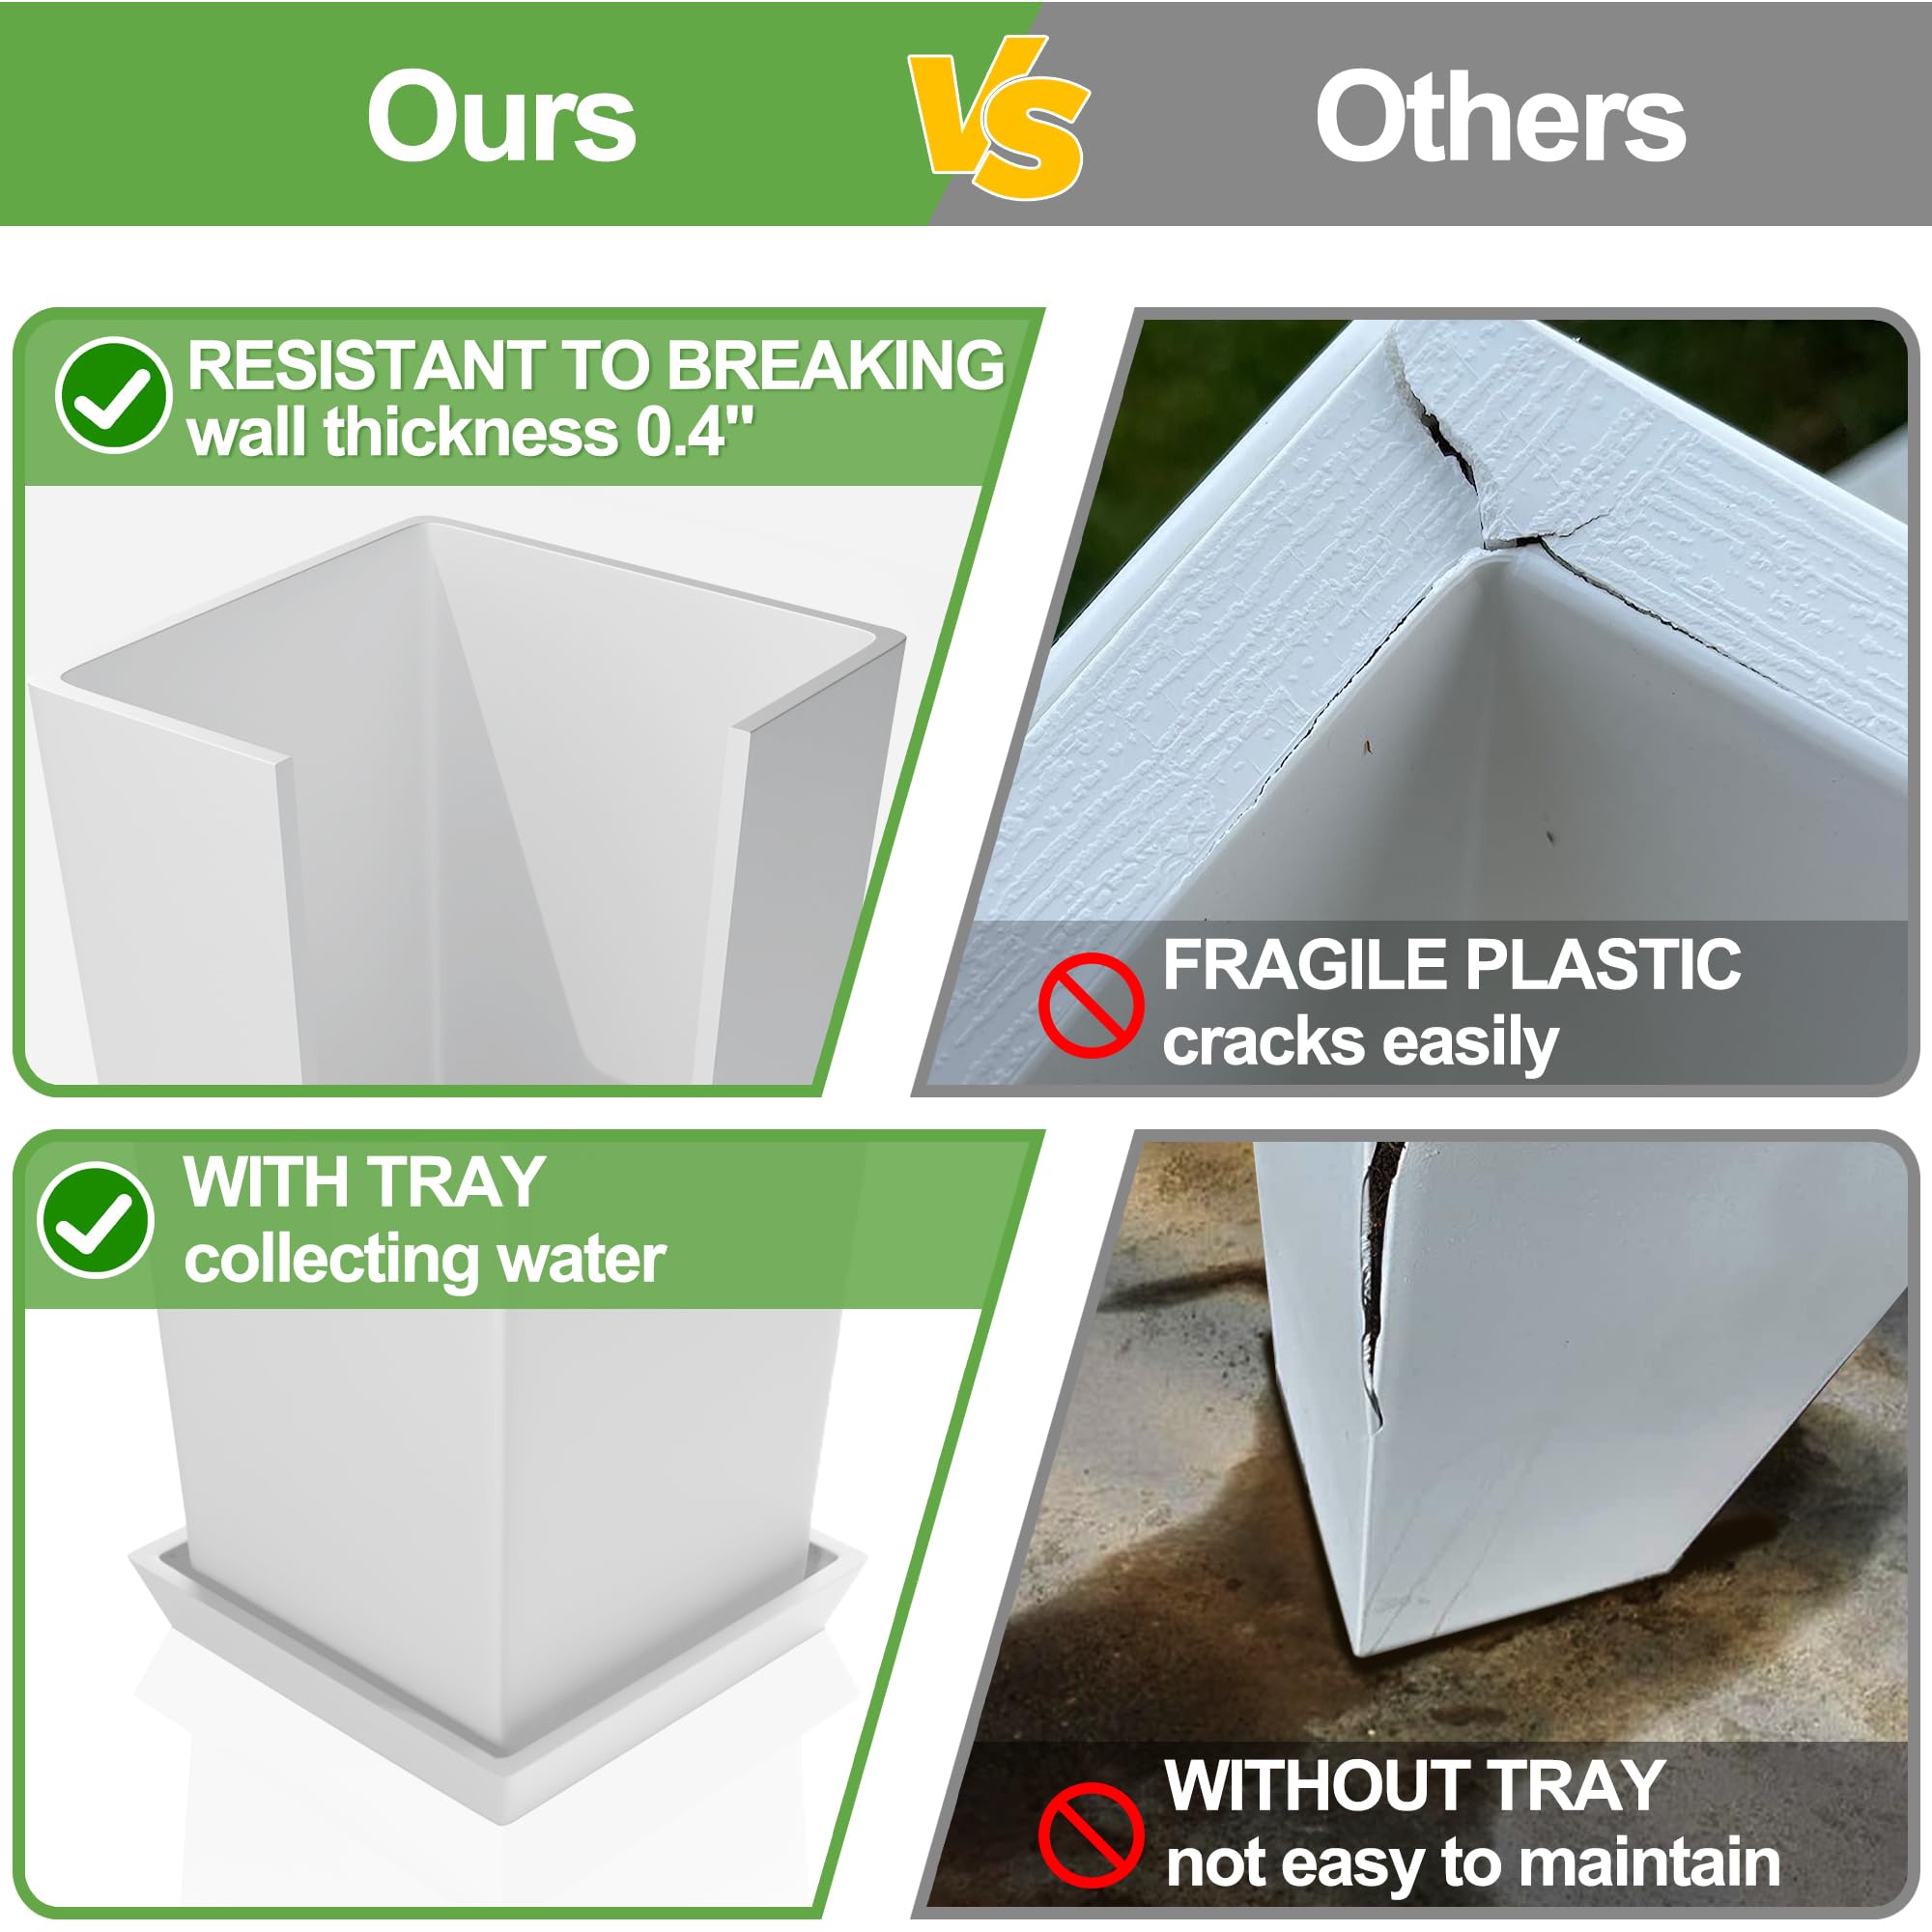 Ours
VS
Others
RESISTANT TO BREAKING
wall thickness 0.4"
FRAGILE PLASTIC
cracks easily
WITH TRAY
collecting water
WITHOUT TRAY
not easy to maintain